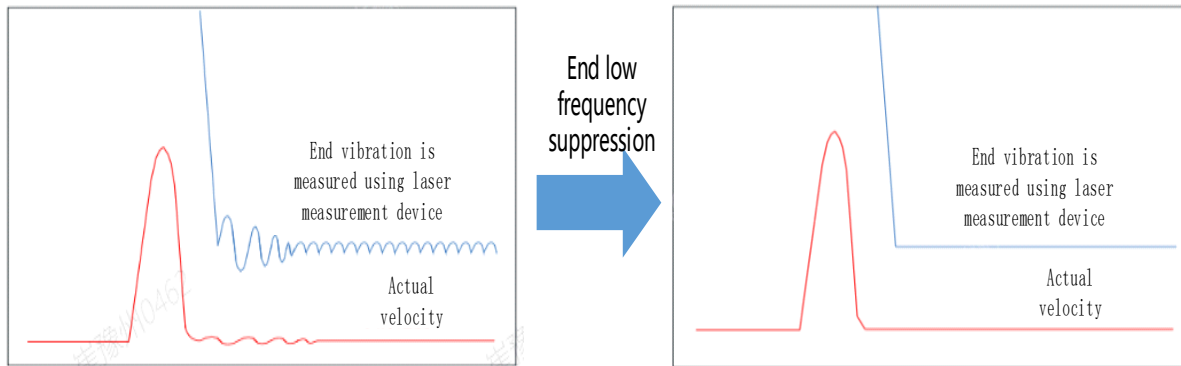 End vibration is
measured using laser
measurement device
Actual
velocity
End low
frequency
suppression
End vibration is
measured using laser
measurement device
Actual
velocity